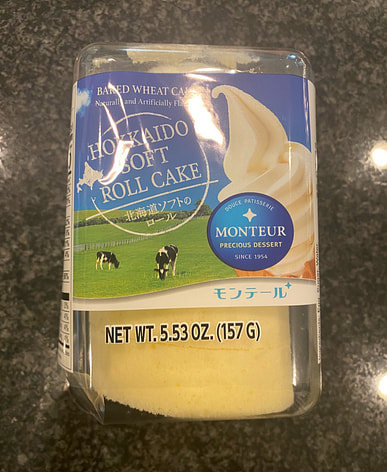 BAKED WHEAT CAKE
Naturally and Artificially
HOKKAIDO
SOFT
ROLL CAKE
北海道ソフトの
ロール
DOUCE PATISSERIE
MONTEUR
PRECIOUS DESSERT
SINCE 1954
モンテール
NET WT. 5.53 OZ. (157 G)